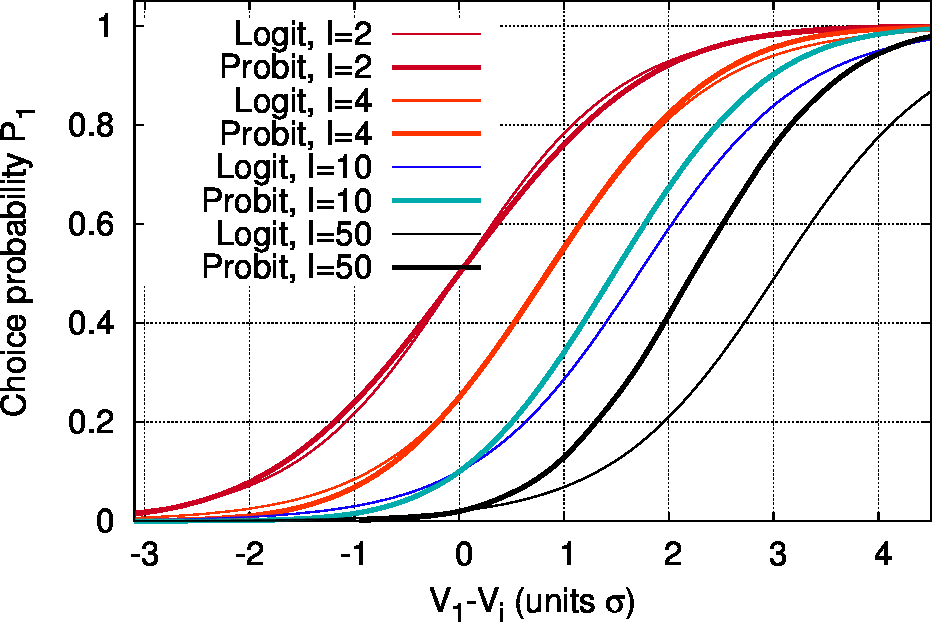 Choice probability P1
1
0.8
0.6
0.4
0.2
0
Logit, I=2
Probit, I=2
Logit, I=4
Probit, I=4
Logit, I=10
Probit, I=10
Logit, I=50
Probit, I=50
-3 -2 -1 0 1 2 3 4
V1-Vi (units σ)